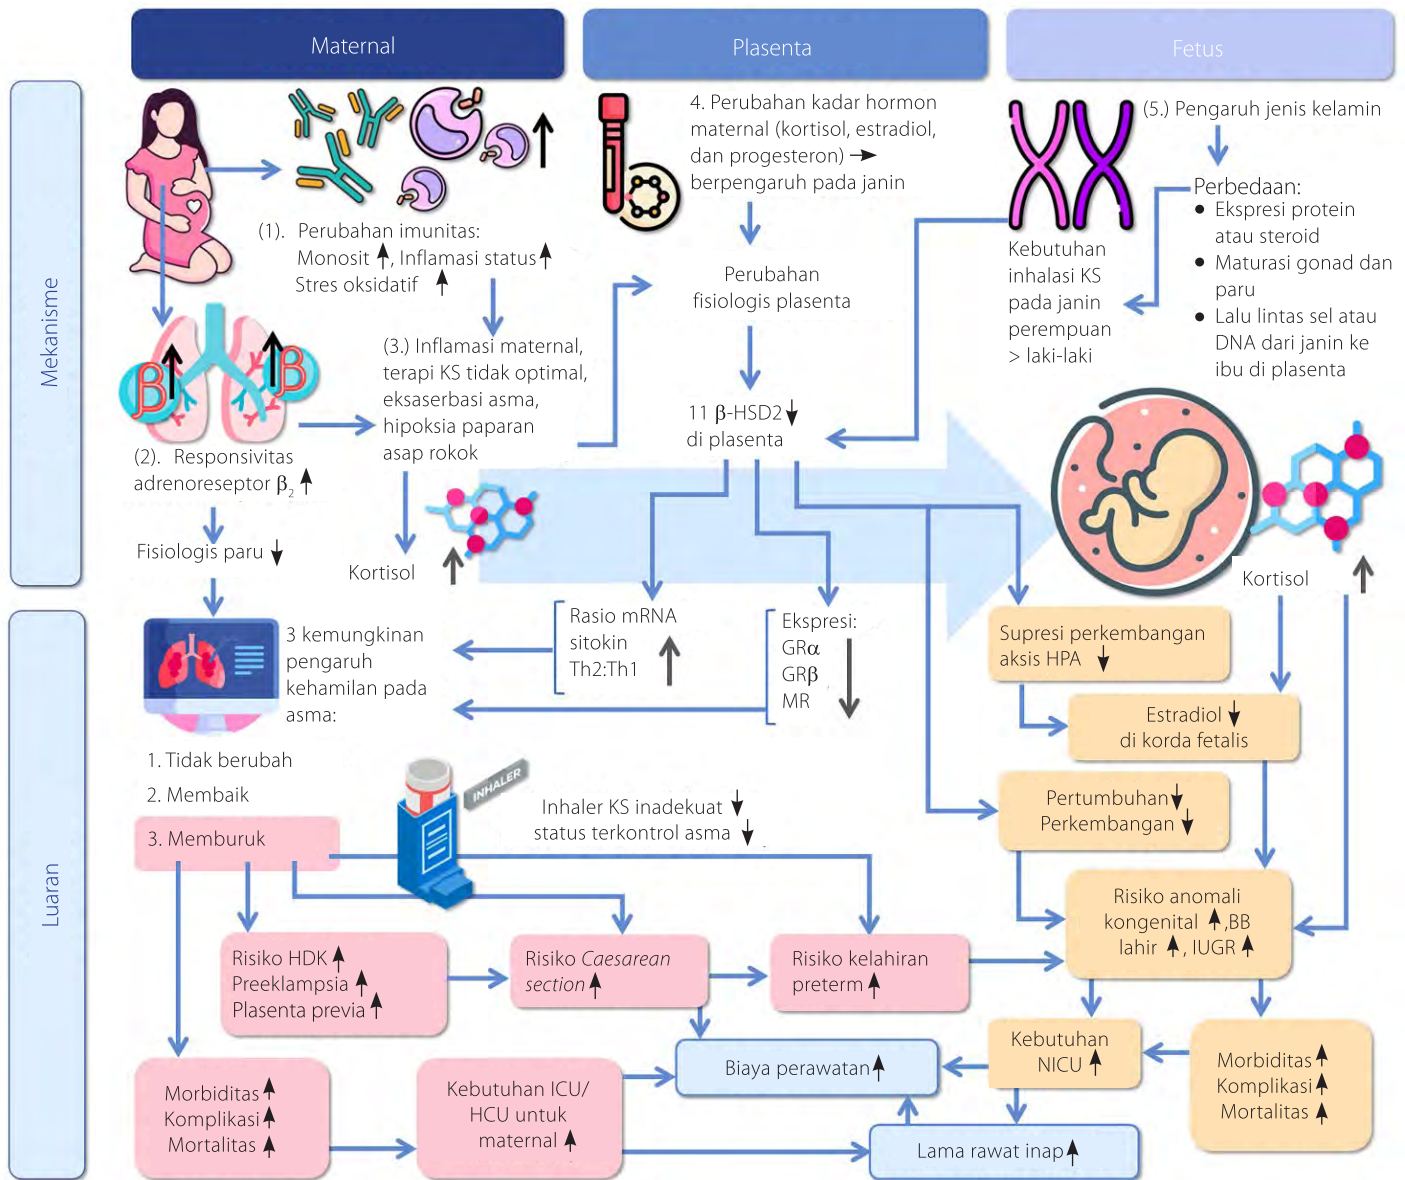 Maternal
Plasenta
Fetus
Mekanisme
Luaran
(1). Perubahan imunitas:
Monosit ↑, Inflamasi status ↑
Stres oksidatif ↑
β
β
(2). Responsivitas
adrenoreseptor β₂ ↑
Fisiologis paru ↓
(3.) Inflamasi maternal,
terapi KS tidak optimal,
eksaserbasi asma,
hipoksia paparan
asap rokok
Kortisol ↑
4. Perubahan kadar hormon
maternal (kortisol, estradiol,
dan progesteron) →
berpengaruh pada janin
Perubahan
fisiologis plasenta
11 β-HSD2 ↓
di plasenta
(5.) Pengaruh jenis kelamin
Perbedaan:
● Ekspresi protein
atau steroid
● Maturasi gonad dan
paru
● Lalu lintas sel atau
DNA dari janin ke
ibu di plasenta
Kebutuhan
inhalasi KS
pada janin
perempuan
> laki-laki
Kortisol ↑
3 kemungkinan
pengaruh
kehamilan pada
asma:
1. Tidak berubah
2. Membaik
3. Memburuk
Rasio mRNA
sitokin
Th2:Th1 ↑
Ekspresi:
GRα
GRβ
MR ↓
Supresi perkembangan
aksis HPA ↓
Estradiol ↓
di korda fetalis
Pertumbuhan ↓
Perkembangan ↓
INHALER
Inhaler KS inadekuat ↓
status terkontrol asma ↓
Risiko anomali
kongenital ↑ ,BB
lahir ↑, IUGR ↑
Risiko HDK ↑
Preeklampsia ↑
Plasenta previa ↑
Risiko Caesarean
section ↑
Risiko kelahiran
preterm ↑
Morbiditas ↑
Komplikasi ↑
Mortalitas ↑
Kebutuhan ICU/
HCU untuk
maternal ↑
Biaya perawatan ↑
Lama rawat inap ↑
Kebutuhan
NICU ↑
Morbiditas ↑
Komplikasi ↑
Mortalitas ↑